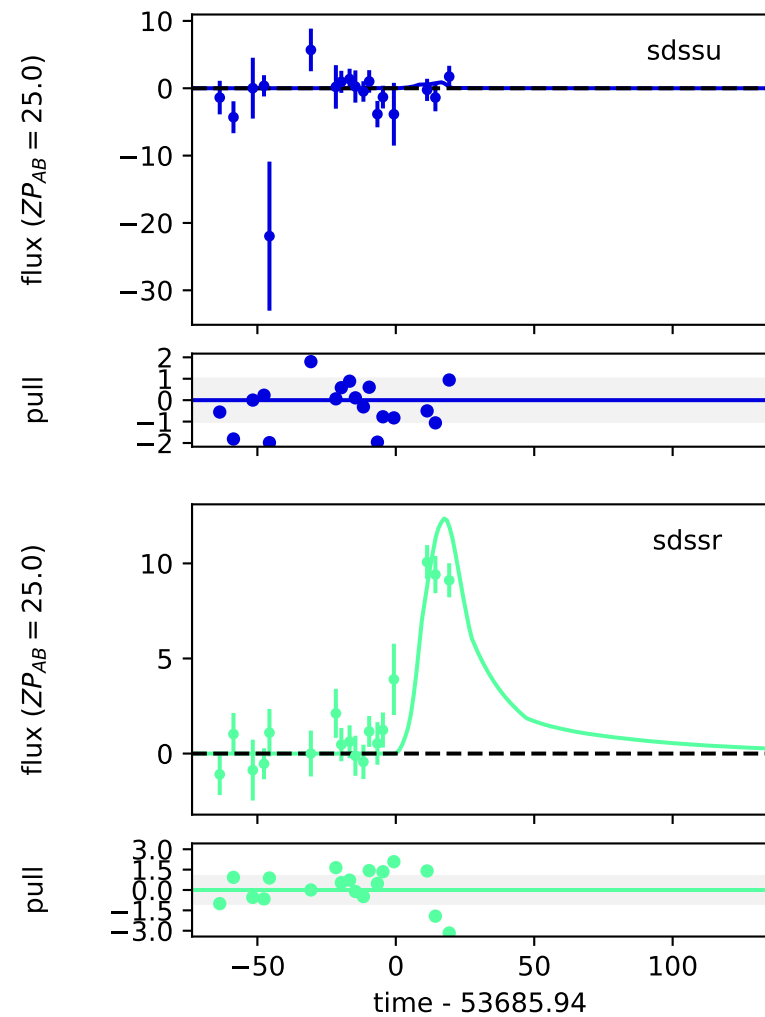 10
0
−10
−20
−30
flux (ZP_AB = 25.0)
sdssu
2
1
0
−1
−2
pull
10
5
0
flux (ZP_AB = 25.0)
sdssr
3.0
1.5
0.0
−1.5
−3.0
pull
−50 0 50 100
time - 53685.94